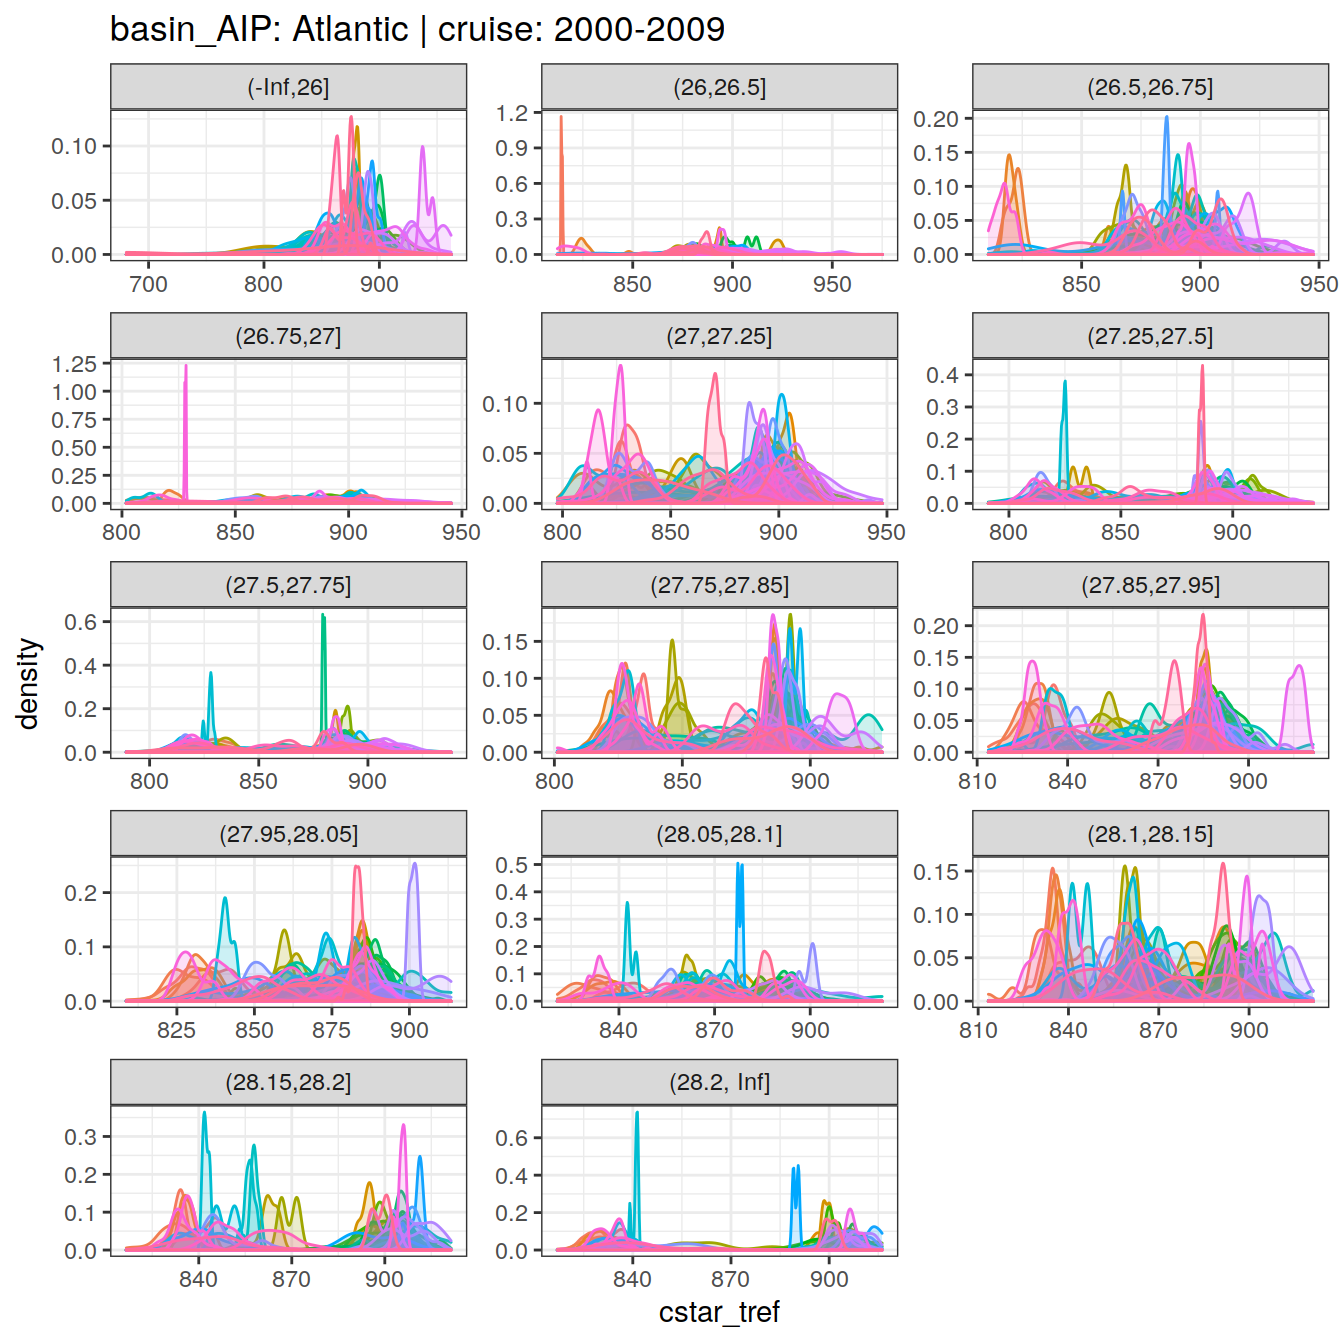 basin_AIP: Atlantic | cruise: 2000-2009
(-Inf,26] (26,26.5] (26.5,26.75]
0.10 0.05 0.00
1.2 0.9 0.6 0.3 0.0
0.20 0.15 0.10 0.05 0.00
700 800 900 850 900 950 850 900 950
(26.75,27] (27,27.25] (27.25,27.5]
1.25 1.00 0.75 0.50 0.25 0.00
0.10 0.05 0.00
0.4 0.3 0.2 0.1 0.0
800 850 900 950 800 850 900 950 800 850 900
(27.5,27.75] (27.75,27.85] (27.85,27.95]
0.6 0.4 0.2 0.0
0.15 0.10 0.05 0.00
0.20 0.15 0.10 0.05 0.00
800 850 900 800 850 900 810 840 870 900
density
(27.95,28.05] (28.05,28.1] (28.1,28.15]
0.2 0.1 0.0
0.5 0.4 0.3 0.2 0.1 0.0
0.15 0.10 0.05 0.00
825 850 875 900 840 870 900 810 840 870 900
(28.15,28.2] (28.2, Inf]
0.3 0.2 0.1 0.0
0.6 0.4 0.2 0.0
840 870 900 840 870 900
cstar_tref